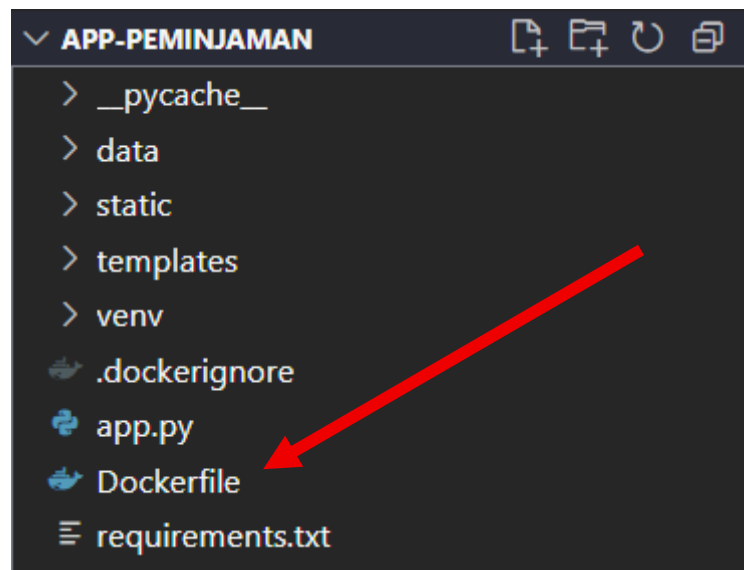 APP-PEMINJAMAN
__pycache__
data
static
templates
venv
.dockerignore
app.py
Dockerfile
requirements.txt